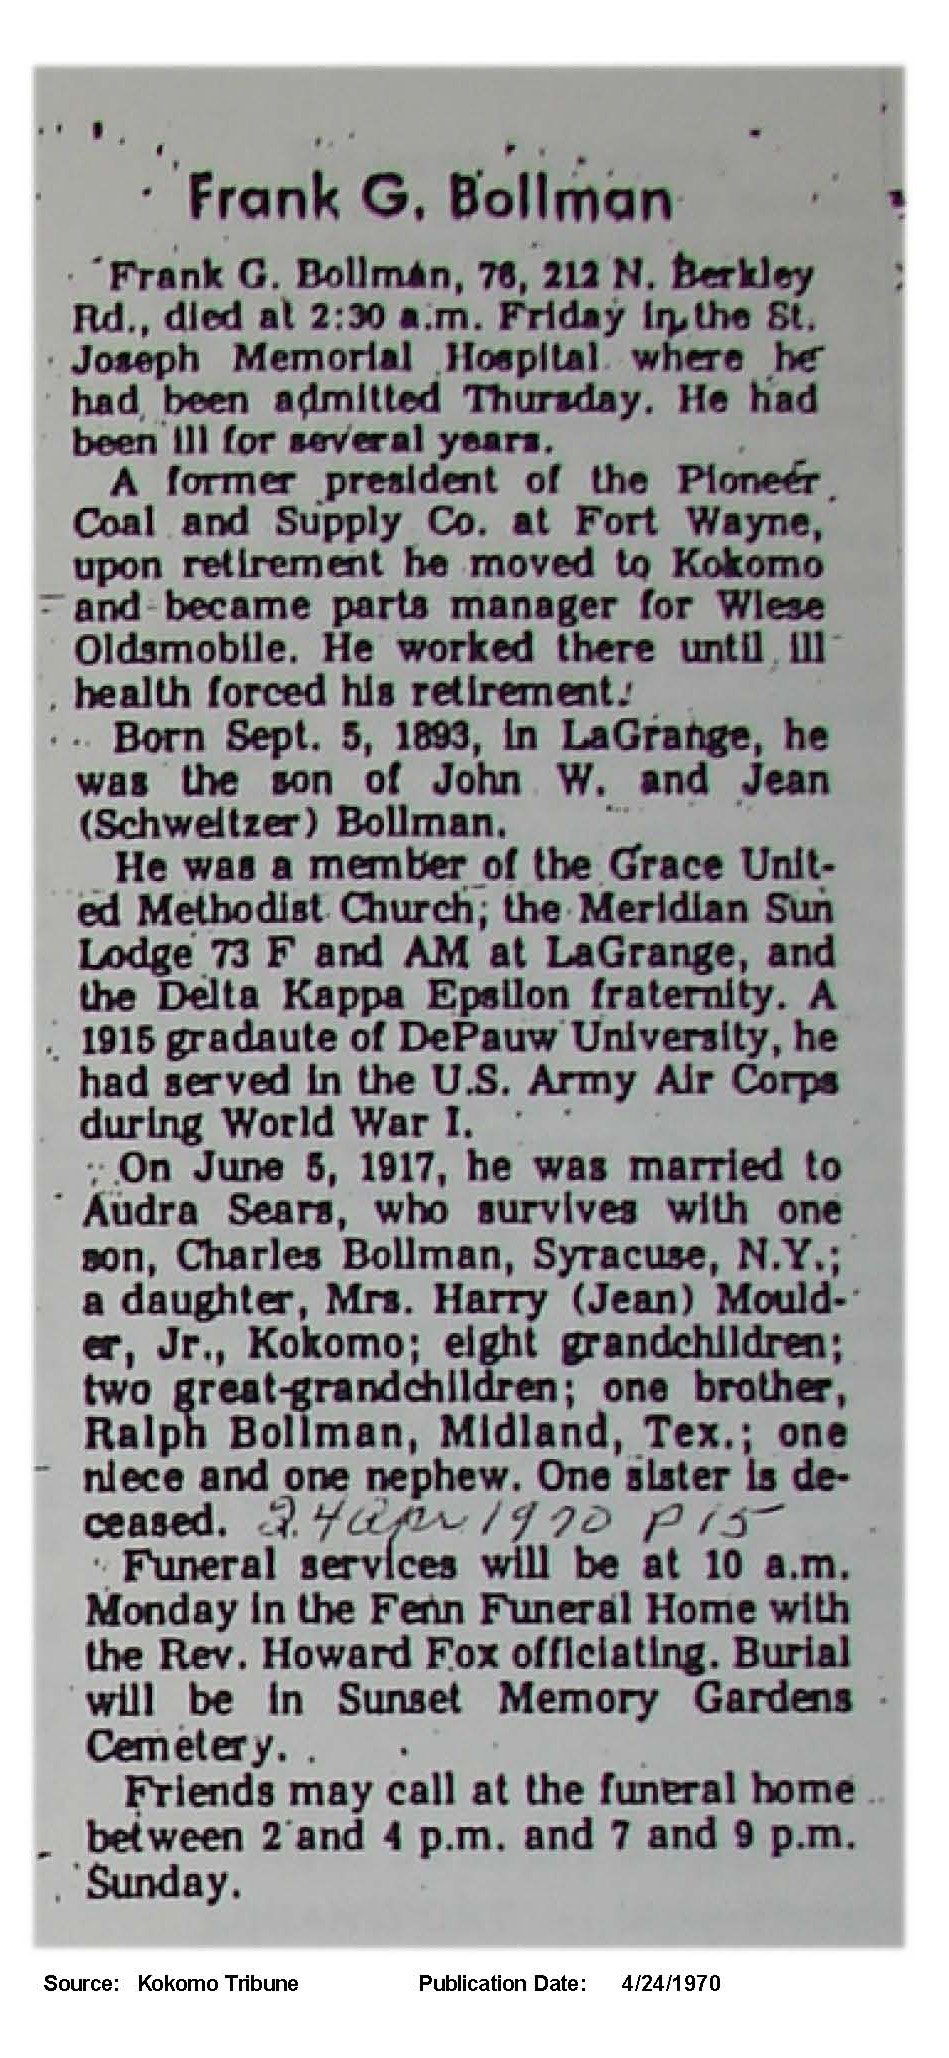 Frank G. Bollman
Frank G. Bollman, 76, 212 N. Berkley
Rd., died at 2:30 a.m. Friday in the St.
Joseph Memorial Hospital where he
had been admitted Thursday. He had
been ill for several years.
A former president of the Pioneer
Coal and Supply Co. at Fort Wayne,
upon retirement he moved to Kokomo
and became parts manager for Wiese
Oldsmobile. He worked there until ill
health forced his retirement.
Born Sept. 5, 1893, in LaGrange, he
was the son of John W. and Jean
(Schweitzer) Bollman.
He was a member of the Grace Unit-
ed Methodist Church; the Meridian Sun
Lodge 73 F and AM at LaGrange, and
the Delta Kappa Epsilon fraternity. A
1915 gradaute of DePauw University, he
had served in the U.S. Army Air Corps
during World War I.
On June 5, 1917, he was married to
Audra Sears, who survives with one
son, Charles Bollman, Syracuse, N.Y.;
a daughter, Mrs. Harry (Jean) Mould-
er, Jr., Kokomo; eight grandchildren;
two great-grandchildren; one brother,
Ralph Bollman, Midland, Tex.; one
niece and one nephew. One sister is de-
ceased. 24 Apr 1970 p 15
Funeral services will be at 10 a.m.
Monday in the Fenn Funeral Home with
the Rev. Howard Fox officiating. Burial
will be in Sunset Memory Gardens
Cemetery.
Friends may call at the funeral home
between 2 and 4 p.m. and 7 and 9 p.m.
Sunday.
Source: Kokomo Tribune Publication Date: 4/24/1970